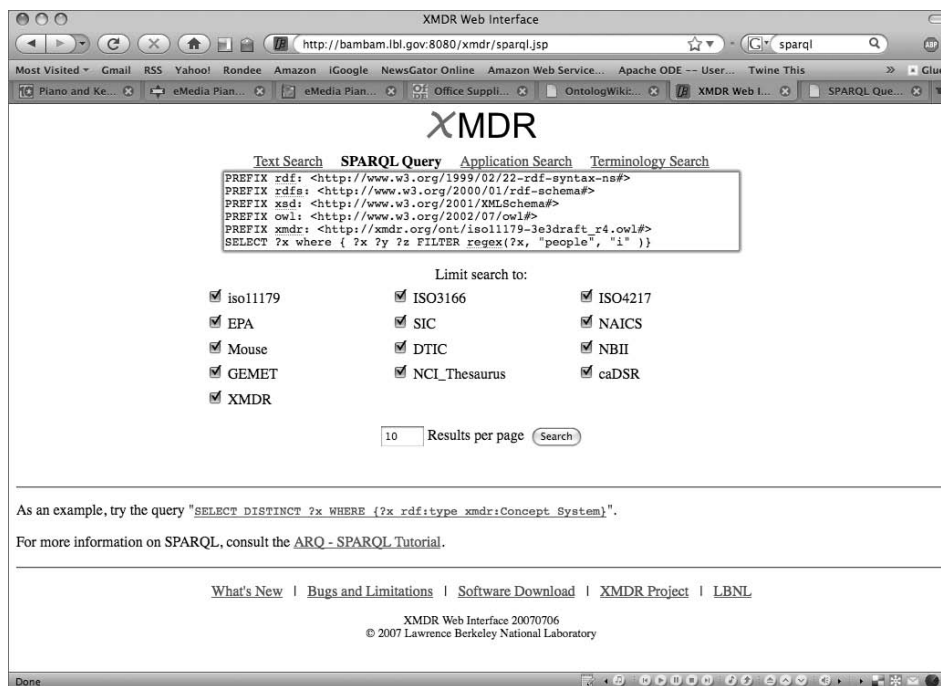 XMDR Web Interface
http://bambam.lbl.gov:8080/xmdr/sparql.jsp
sparql
ABP
Most Visited Gmail RSS Yahoo! Rondee Amazon iGoogle NewsGator Online Amazon Web Service... Apache ODE -- User... Twine This » Glue
Piano and Ke... eMedia Pian... eMedia Pian... Office Suppli... OntologWiki:... XMDR Web I... SPARQL Que...
XMDR
Text Search SPARQL Query Application Search Terminology Search
PREFIX rdf: <http://www.w3.org/1999/02/22-rdf-syntax-ns#>
PREFIX rdfs: <http://www.w3.org/2000/01/rdf-schema#>
PREFIX xsd: <http://www.w3.org/2001/XMLSchema#>
PREFIX owl: <http://www.w3.org/2002/07/owl#>
PREFIX xmdr: <http://xmdr.org/ont/iso11179-3e3draft_r4.owl#>
SELECT ?x where { ?x ?y ?z FILTER regex(?x, "people", "i" )}
Limit search to:
iso11179 ISO3166 ISO4217
EPA SIC NAICS
Mouse DTIC NBII
GEMET NCI_Thesaurus caDSR
XMDR
10 Results per page Search
As an example, try the query "SELECT DISTINCT ?x WHERE {?x rdf:type xmdr:Concept_System}".
For more information on SPARQL, consult the ARQ - SPARQL Tutorial.
What's New | Bugs and Limitations | Software Download | XMDR Project | LBNL
XMDR Web Interface 20070706
© 2007 Lawrence Berkeley National Laboratory
Done